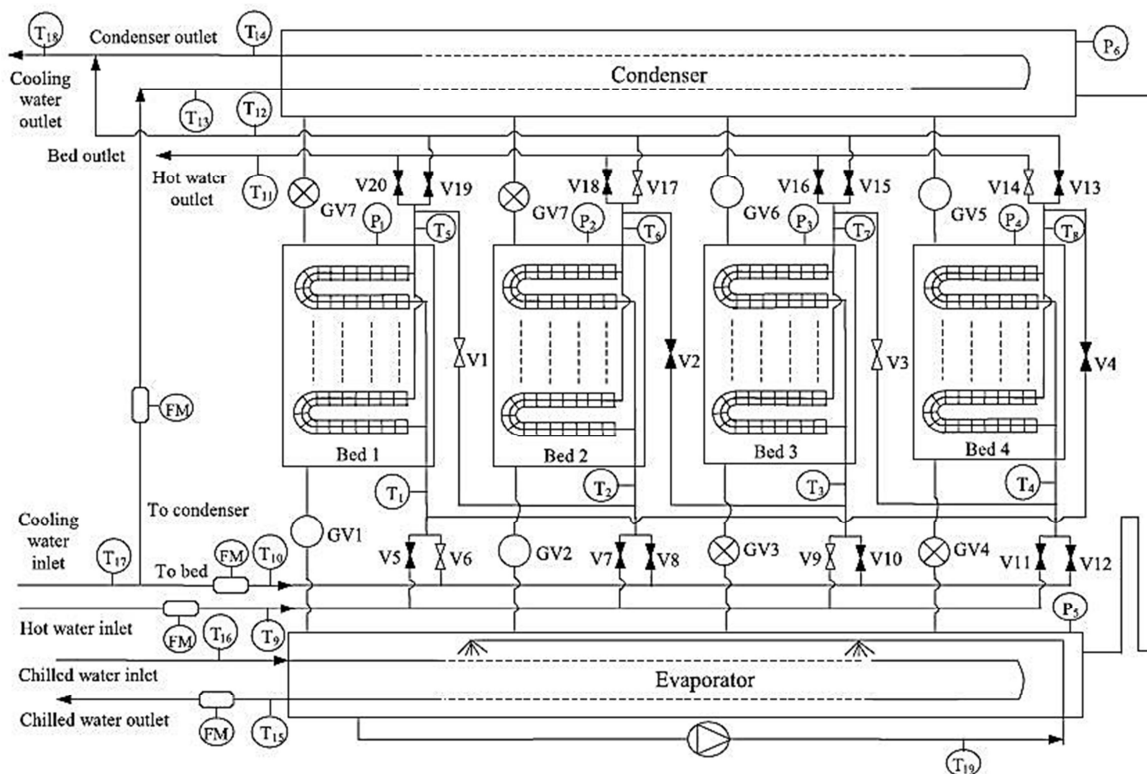 T18
Condenser outlet
T14
P6
Condenser
Cooling
water
outlet
T13
T12
Bed outlet
Hot water
outlet
T11
V20
V19
V18
V17
V16
V15
V14
V13
GV7
GV7
GV6
GV5
P1
T5
P2
T6
P3
T7
P4
T8
V1
V2
V3
V4
FM
Bed 1
Bed 2
Bed 3
Bed 4
T1
T2
T3
T4
Cooling
water
inlet
To condenser
GV1
GV2
GV3
GV4
V5
V6
V7
V8
V9
V10
V11
V12
T17
To bed
FM
T10
Hot water inlet
FM
T9
P5
T16
Chilled water inlet
Evaporator
Chilled water outlet
FM
T15
T19